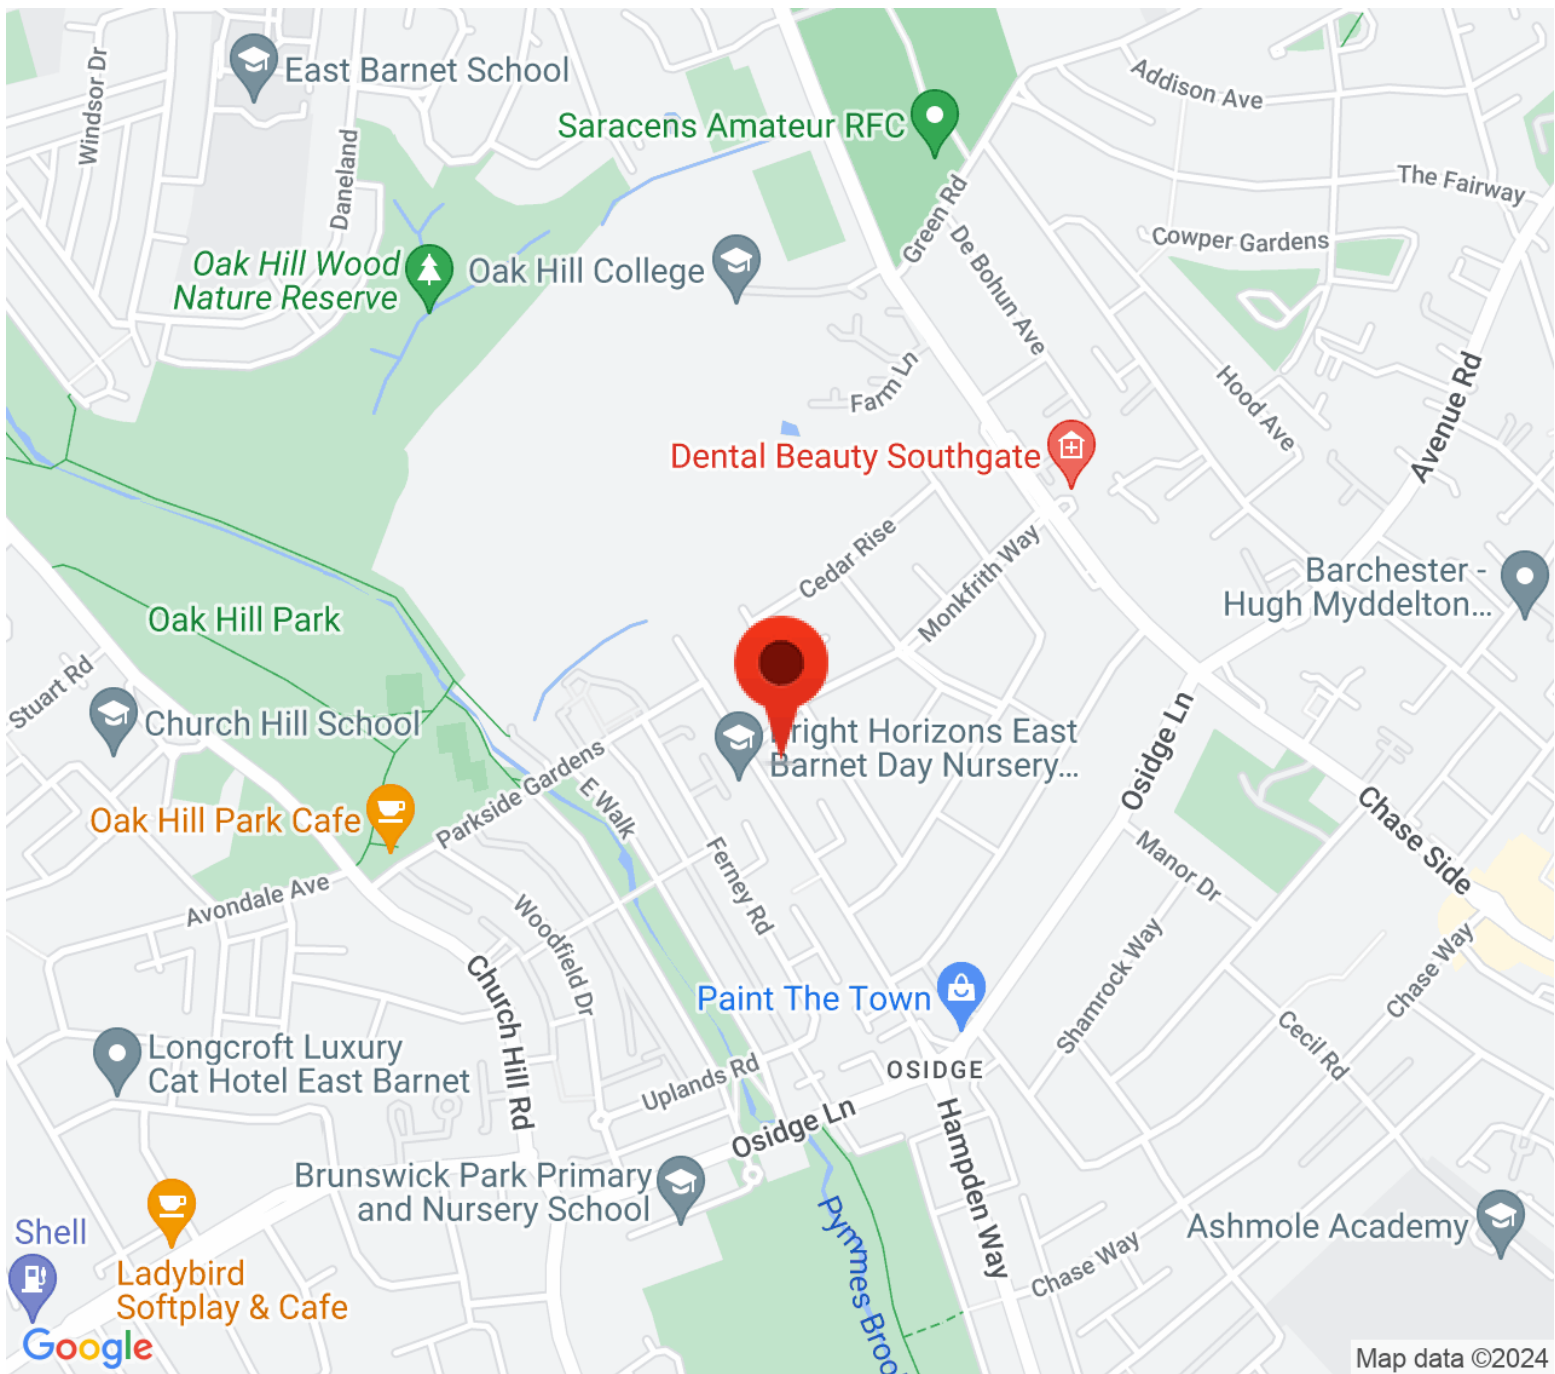 Windsor Dr
East Barnet School
Addison Ave
Saracens Amateur RFC
Daneland
The Fairway
Green Rd
De Bohun Ave
Cowper Gardens
Oak Hill Wood
Nature Reserve
Oak Hill College
Farm Ln
Hood Ave
Avenue Rd
Dental Beauty Southgate
Cedar Rise
Monkfrith Way
Barchester -
Hugh Myddelton...
Oak Hill Park
Stuart Rd
Church Hill School
right Horizons East
Barnet Day Nursery...
Osidge Ln
Parkside Gardens
E Walk
Oak Hill Park Cafe
Chase Side
Manor Dr
Ferney Rd
Avondale Ave
Woodfield Dr
Church Hill Rd
Shamrock Way
Chase Way
Paint The Town
Cecil Rd
Longcroft Luxury
Cat Hotel East Barnet
OSIDGE
Uplands Rd
Osidge Ln
Hampden Way
Brunswick Park Primary
and Nursery School
Pymmes Broo
Ashmole Academy
Shell
Chase Way
Ladybird
Softplay & Cafe
Google
Map data ©2024